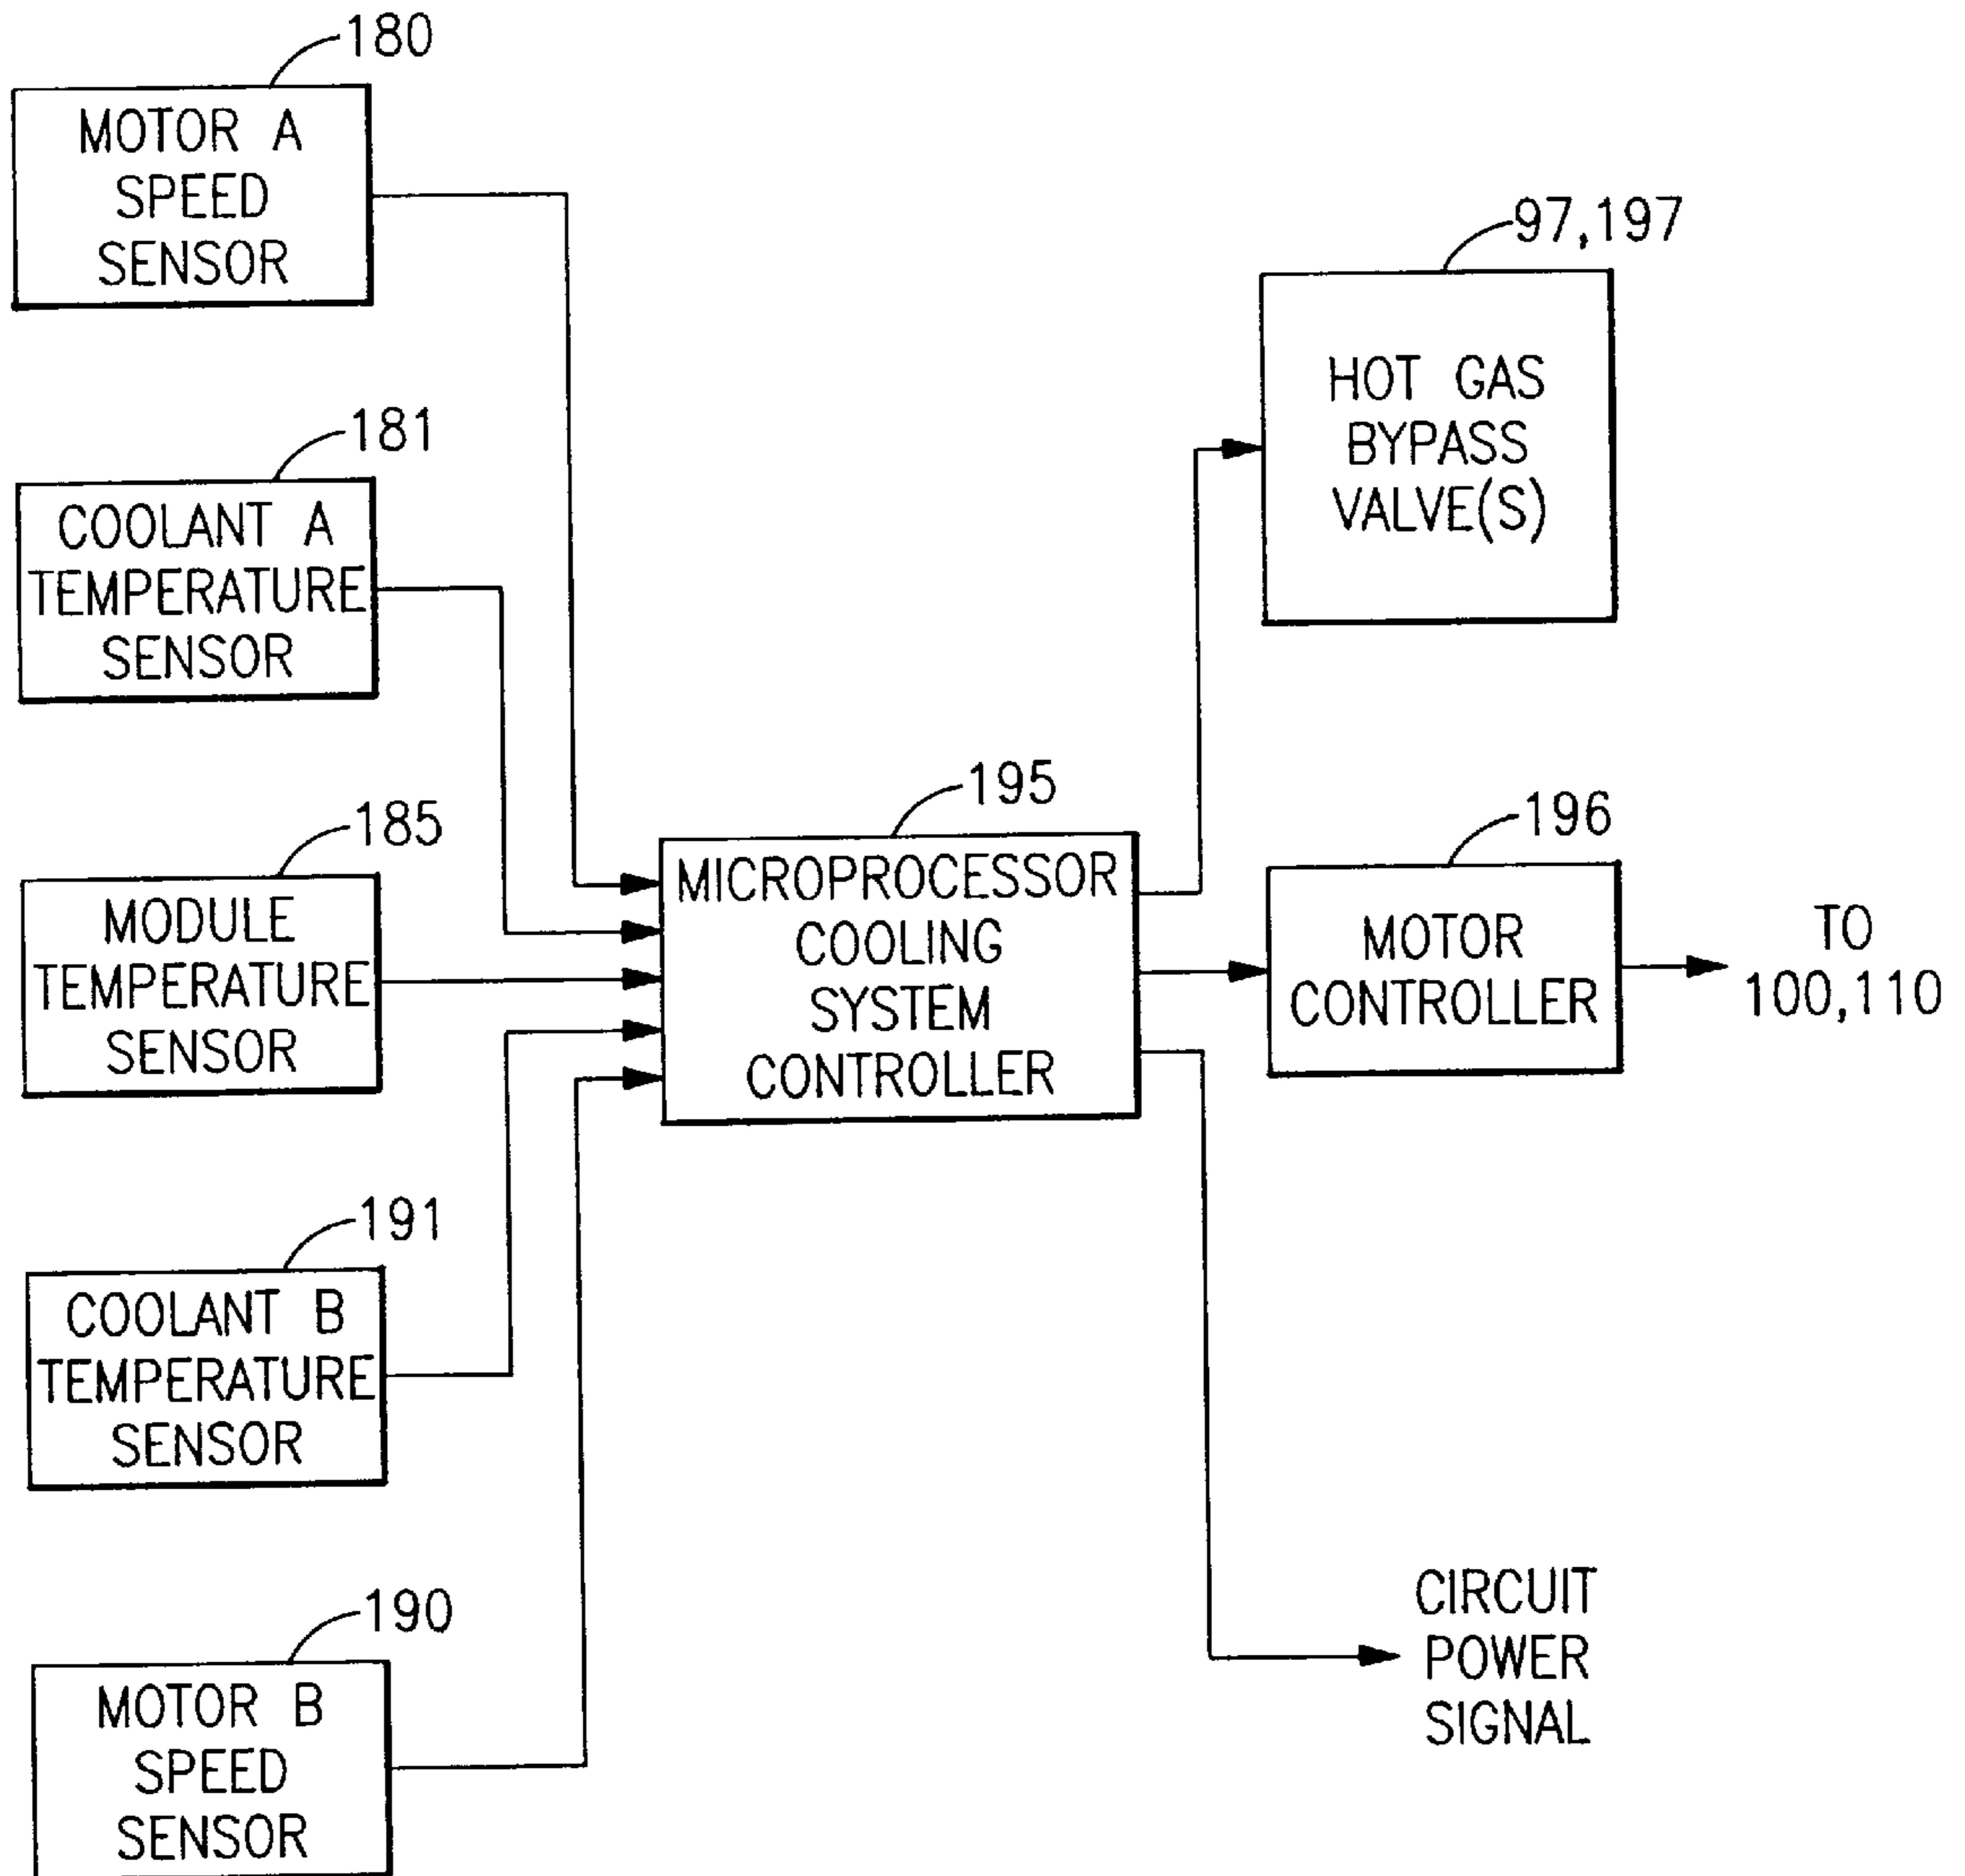 180
MOTOR A
SPEED
SENSOR
181
COOLANT A
TEMPERATURE
SENSOR
185
MODULE
TEMPERATURE
SENSOR
191
COOLANT B
TEMPERATURE
SENSOR
190
MOTOR B
SPEED
SENSOR
195
MICROPROCESSOR
COOLING
SYSTEM
CONTROLLER
97,197
HOT GAS
BYPASS
VALVE(S)
196
MOTOR
CONTROLLER
TO
100,110
CIRCUIT
POWER
SIGNAL